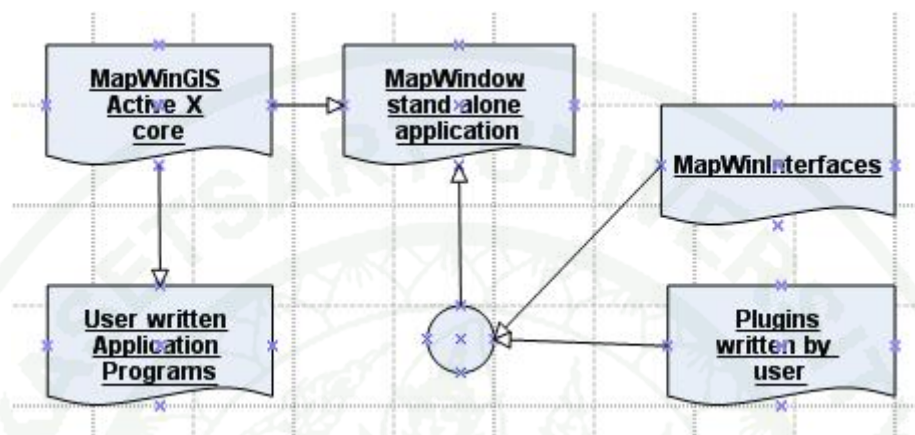 MapWinGIS
Active X
core
MapWindow
stand alone
application
MapWinInterfaces
User written
Application
Programs
Plugins
written by
user